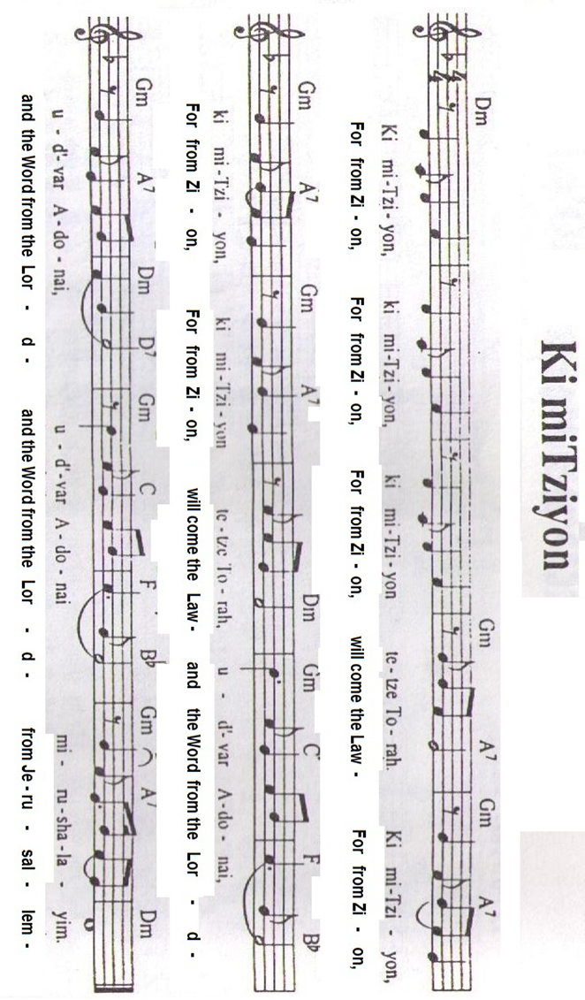 Ki miTziyon
Dm Gm A7 Gm A7
Ki mi-Tzi-yon, ki mi-Tzi-yon, ki mi-Tzi-yon te-tze To-rah. Ki mi-Tzi - yon,
For from Zi - on, For from Zi - on, For from Zi - on, will come the Law - For from Zi - on,
Gm A7 Gm A7 Dm Gm C F Bb
ki mi-Tzi - yon, ki mi-Tzi-yon te-tze To-rah, u - d'-var A-do - nai,
For from Zi - on, For from Zi - on, will come the Law - and the Word from the Lor - d -
Gm A7 Dm D7 Gm C F Bb Gm A7 Dm
u - d'-var A-do - nai, u - d'-var A-do - nai mi - ru-sha-la - yim.
and the Word from the Lor - d - and the Word from the Lor - d - from Je-ru - sal - lem -